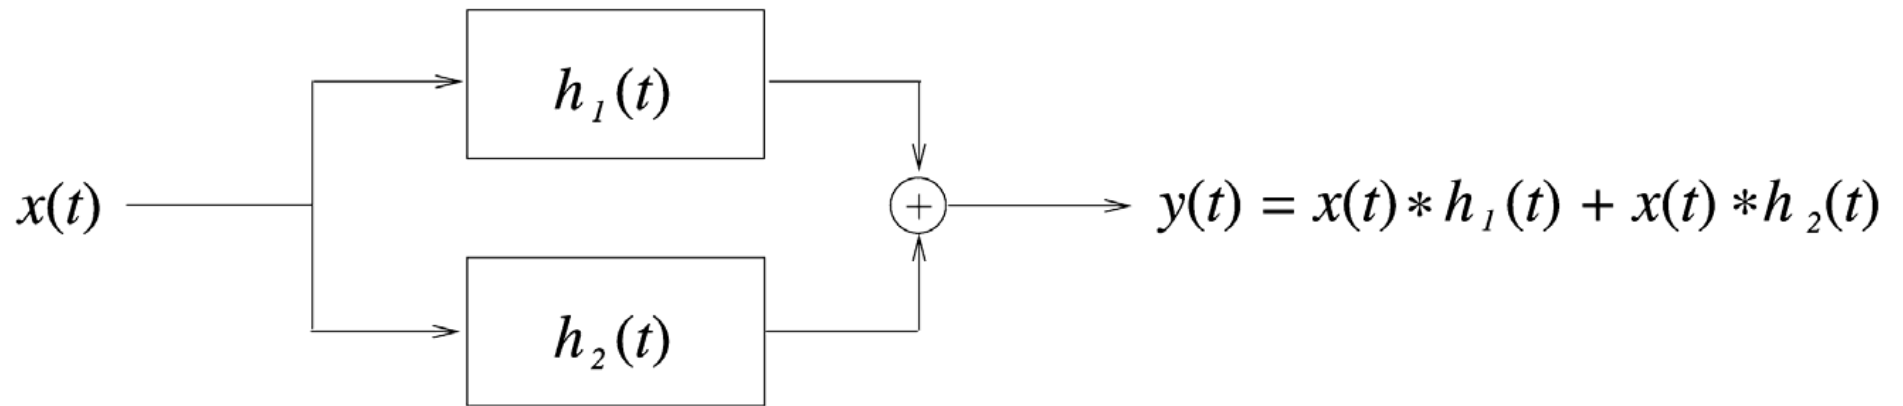 h₁(t)
x(t)
+
y(t) = x(t)*h₁(t) + x(t)*h₂(t)
h₂(t)